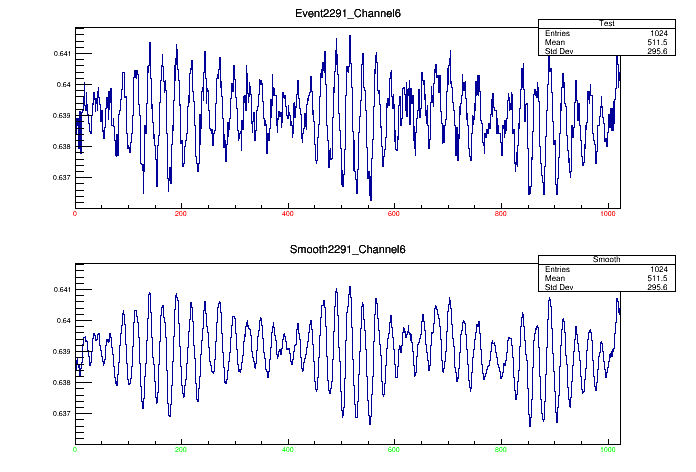 Event2291_Channel6
Test
Entries 1024
Mean 511.5
Std Dev 295.6
0.641
0.64
0.639
0.638
0.637
0 200 400 600 800 1000
Smooth2291_Channel6
Smooth
Entries 1024
Mean 511.5
Std Dev 295.6
0.641
0.64
0.639
0.638
0.637
0 200 400 600 800 1000